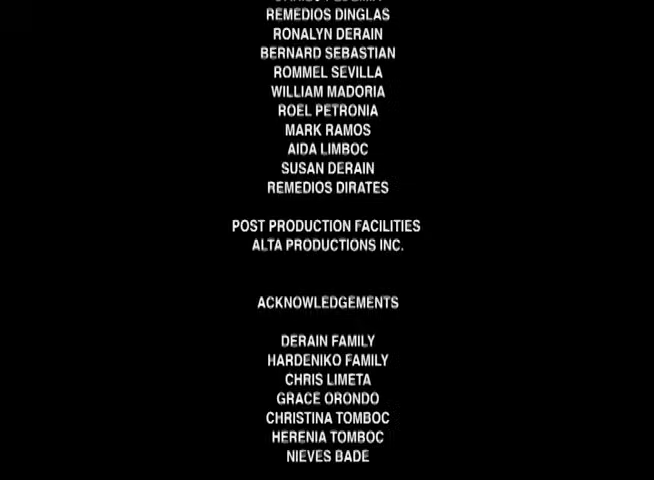 REMEDIOS DINGLAS
RONALYN DERAIN
BERNARD SEBASTIAN
ROMMEL SEVILLA
WILLIAM MADORIA
ROEL PETRONIA
MARK RAMOS
AIDA LIMBOC
SUSAN DERAIN
REMEDIOS DIRATES
POST PRODUCTION FACILITIES
ALTA PRODUCTIONS INC.
ACKNOWLEDGEMENTS
DERAIN FAMILY
HARDENIKO FAMILY
CHRIS LIMETA
GRACE ORONDO
CHRISTINA TOMBOC
HERENIA TOMBOC
NIEVES BADE